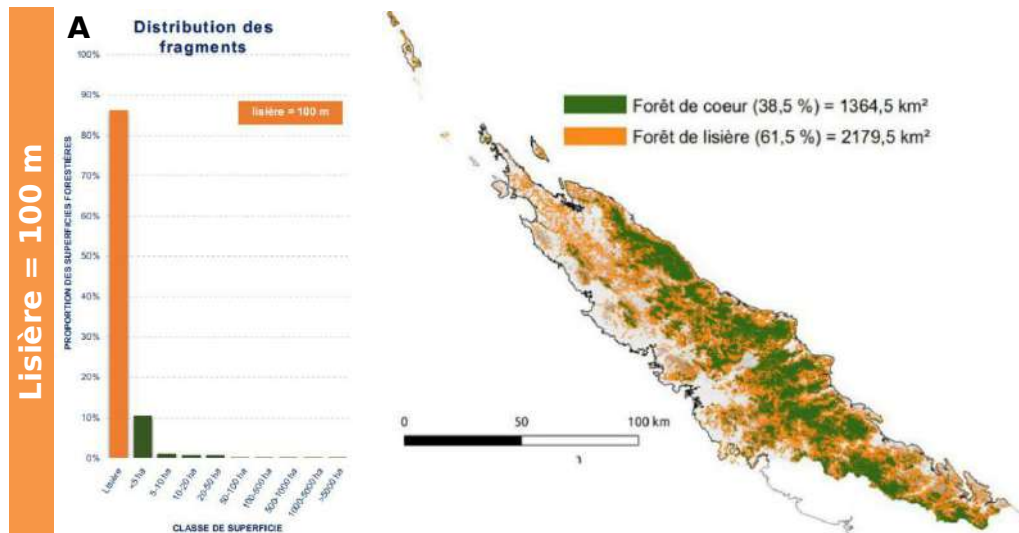 Lisière = 100 m
A
Distribution des
fragments
PROPORTION DES SUPERFICIES FORESTIÈRES
100%
90%
80%
70%
60%
50%
40%
30%
20%
10%
0%
lisière = 100 m
Lisière
<5 ha
5-10 ha
10-20 ha
20-50 ha
50-100 ha
100-500 ha
500-1000 ha
1000-5000 ha
>5000 ha
CLASSE DE SUPERFICIE
Forêt de coeur (38,5 %) = 1364,5 km²
Forêt de lisière (61,5 %) = 2179,5 km²
0 50 100 km